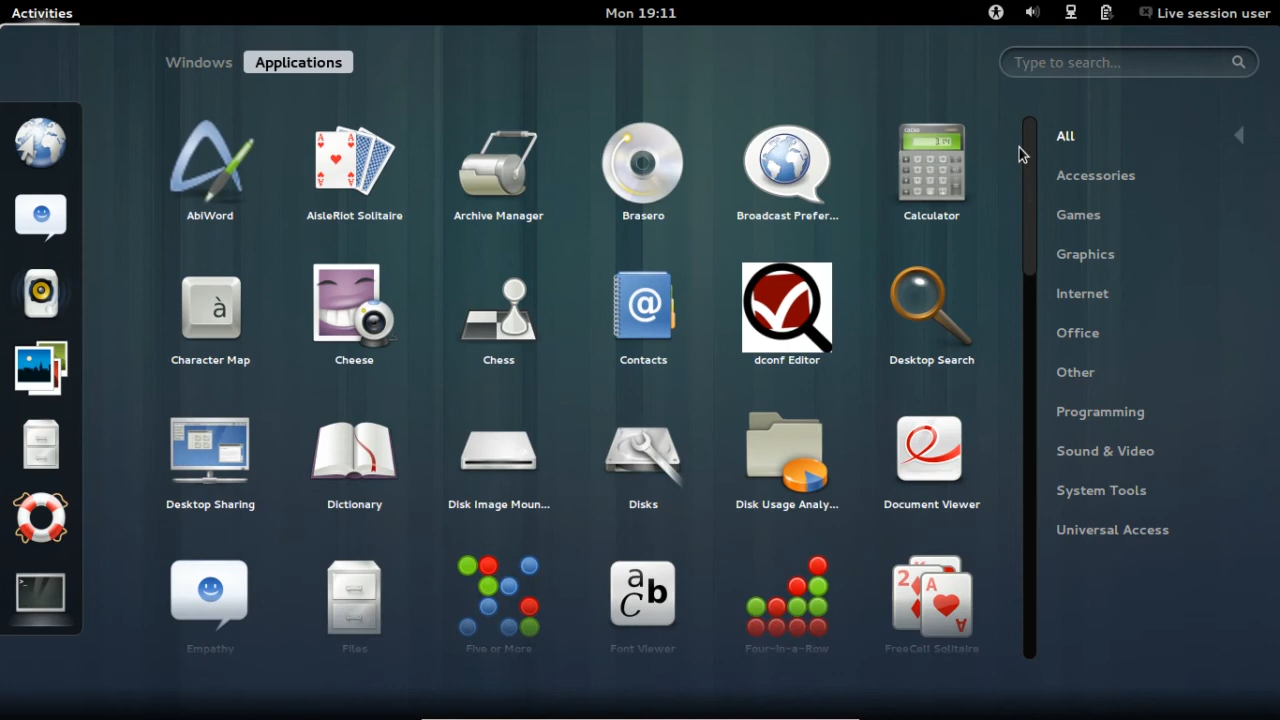 Activities
Mon 19:11
Live session user
Windows
Applications
Type to search...
AbiWord
AisleRiot Solitaire
Archive Manager
Brasero
Broadcast Prefer...
Calculator
Character Map
Cheese
Chess
Contacts
dconf Editor
Desktop Search
Desktop Sharing
Dictionary
Disk Image Moun...
Disks
Disk Usage Analy...
Document Viewer
Empathy
Files
Five or More
Font Viewer
Four-in-a-Row
FreeCell Solitaire
All
Accessories
Games
Graphics
Internet
Office
Other
Programming
Sound & Video
System Tools
Universal Access